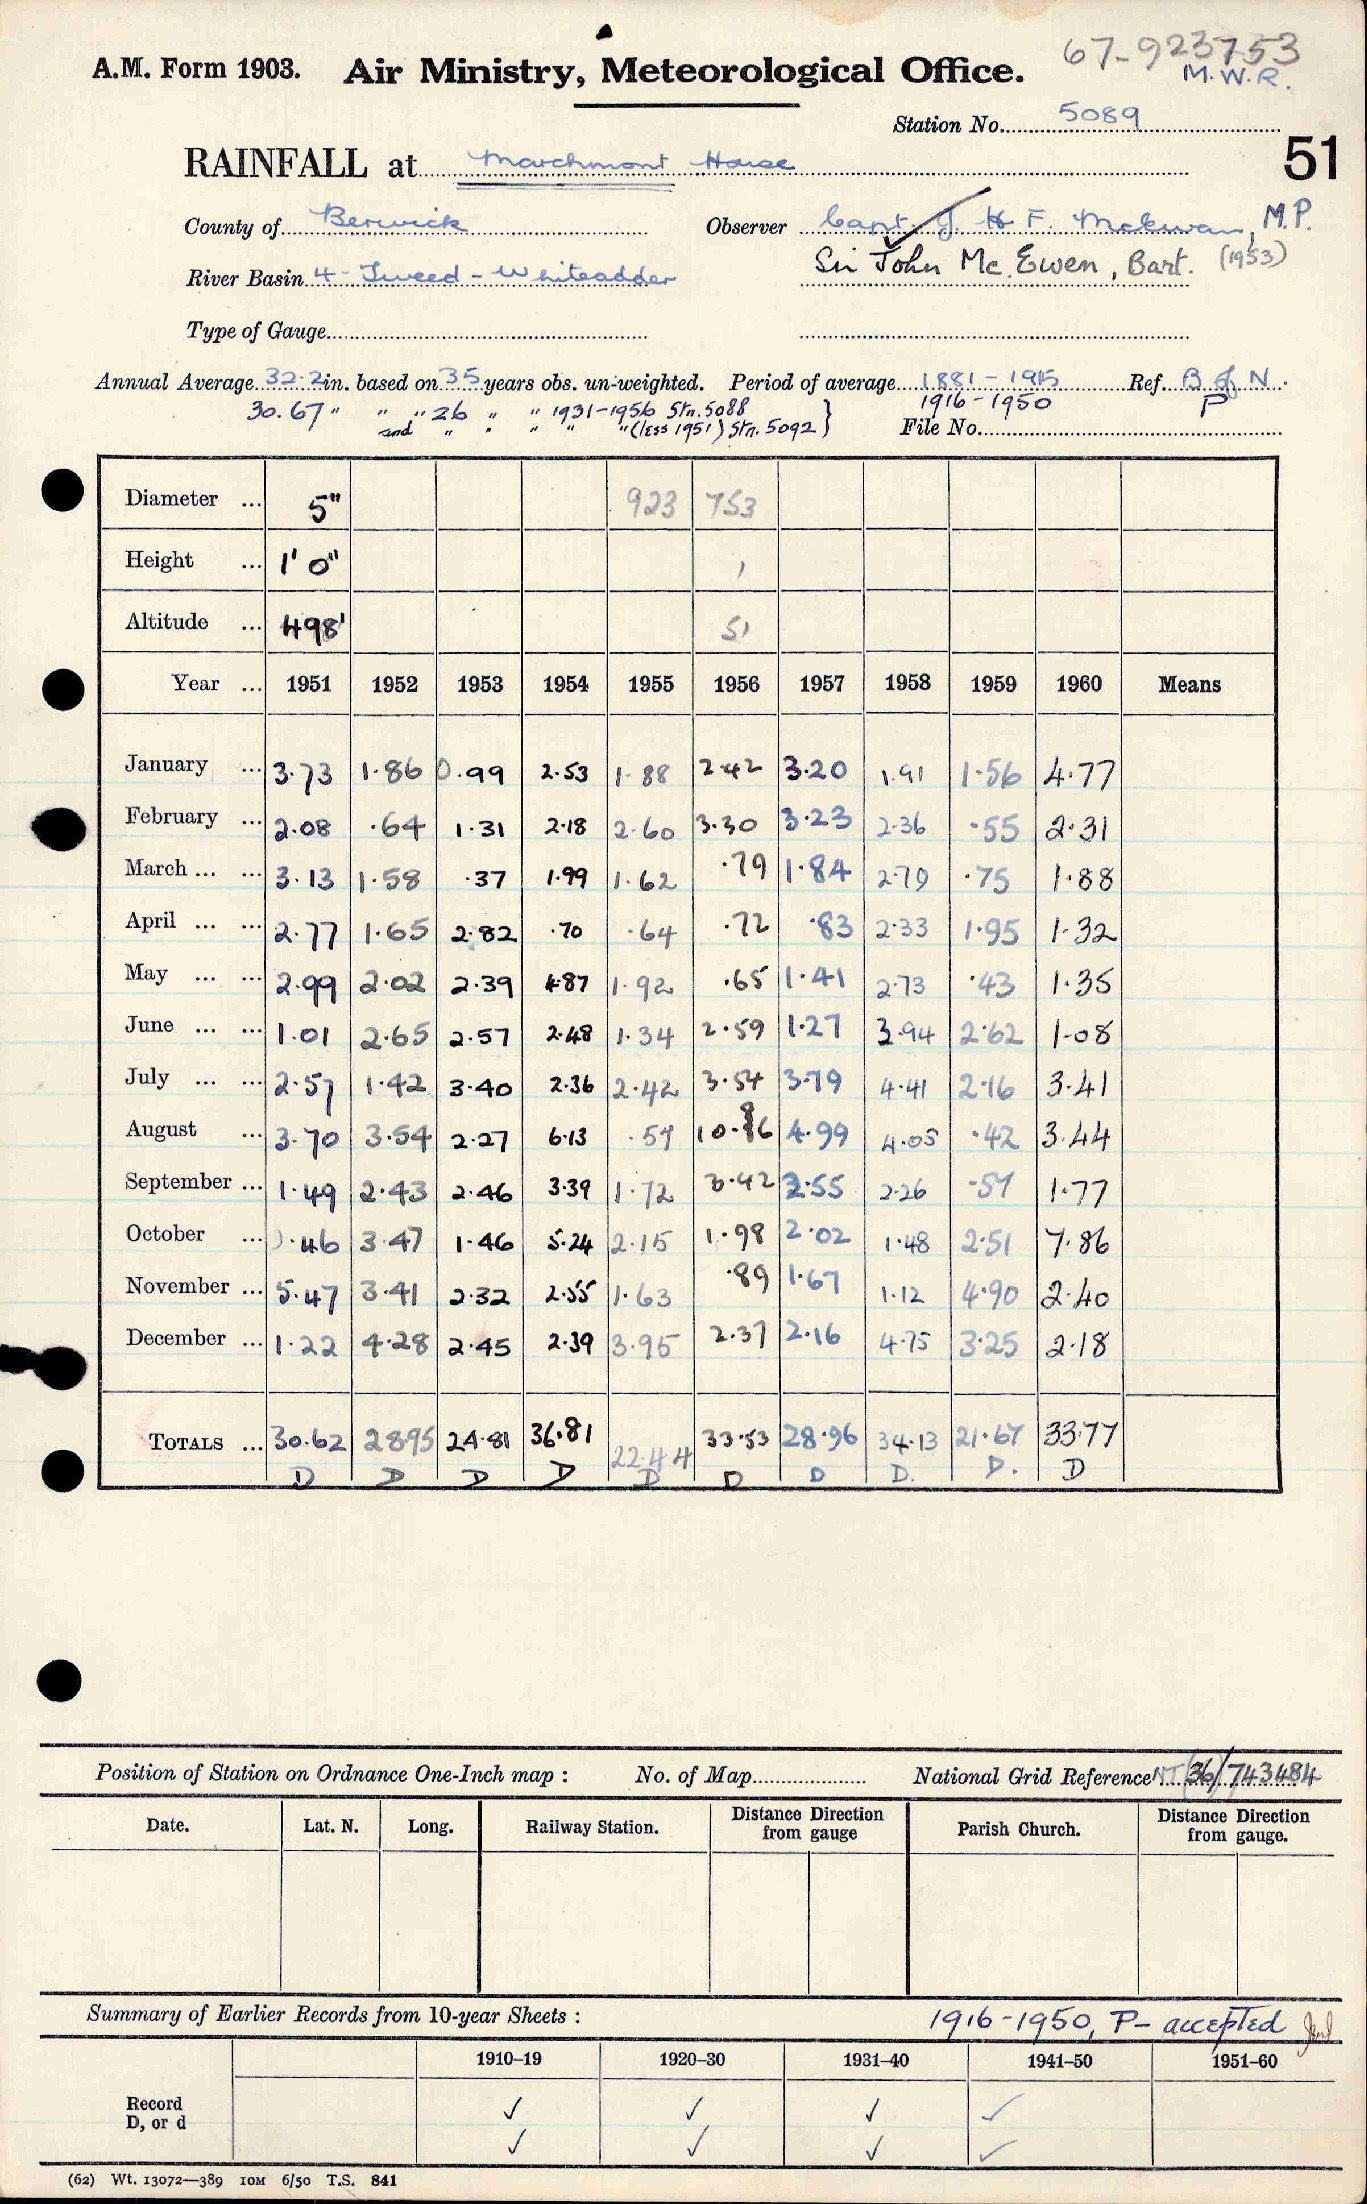 67-923753
A.M. Form 1903. Air Ministry, Meteorological Office. M.W.R.
Station No. 5089
RAINFALL at Marchmont House 51
County of Berwick Observer Capt. J. H. F. McEwan, M.P.
River Basin 4 - Tweed - Whiteadder Sir John Mc. Ewen, Bart. (1953)
Type of Gauge
Annual Average 32.2 in. based on 35 years obs. un-weighted. Period of average 1881-1915 Ref. B of N.
30.67" " " 26 " " 1931-1956 Stn. 5088 1916-1950 P
and " " " " " (less 1951) Stn. 5092 } File No.
Diameter ... 5" 923 753
Height ... 1' 0" 1
Altitude ... 498' 51
Year ... 1951 1952 1953 1954 1955 1956 1957 1958 1959 1960 Means
January ... 3.73 1.86 0.99 2.53 1.88 2.42 3.20 1.91 1.56 4.77
February ... 2.08 .64 1.31 2.18 2.60 3.30 3.23 2.36 .55 2.31
March ... ... 3.13 1.58 .37 1.99 1.62 .79 1.84 2.79 .75 1.88
April ... ... 2.77 1.65 2.82 .70 .64 .72 .83 2.33 1.95 1.32
May ... ... 2.99 2.02 2.39 4.87 1.92 .65 1.41 2.73 .43 1.35
June ... ... 1.01 2.65 2.57 2.48 1.34 2.59 1.27 3.94 2.62 1.08
July ... ... 2.57 1.42 3.40 2.36 2.42 3.54 3.79 4.41 2.16 3.41
August ... 3.70 3.54 2.27 6.13 .57 10.86 4.99 4.05 .42 3.44
September ... 1.49 2.43 2.46 3.39 1.72 3.42 2.55 2.26 .57 1.77
October ... 0.46 3.47 1.46 5.24 2.15 1.98 2.02 1.48 2.51 7.86
November ... 5.47 3.41 2.32 2.55 1.63 .89 1.67 1.12 4.90 2.40
December ... 1.22 4.28 2.45 2.39 3.95 2.37 2.16 4.75 3.25 2.18
TOTALS ... 30.62 28.95 24.81 36.81 22.44 33.53 28.96 34.13 21.67 33.77
D D D D D D D D. D. D
Position of Station on Ordnance One-Inch map : No. of Map National Grid Reference NT (36)/743484
Date. Lat. N. Long. Railway Station. Distance Direction from gauge Parish Church. Distance Direction from gauge.
Summary of Earlier Records from 10-year Sheets : 1916-1950, P- accepted
1910–19 1920–30 1931–40 1941–50 1951–60
Record ✓ ✓ ✓ ✓
D, or d ✓ ✓ ✓ ✓
(62) Wt. 13072—389 10M 6/50 T.S. 841